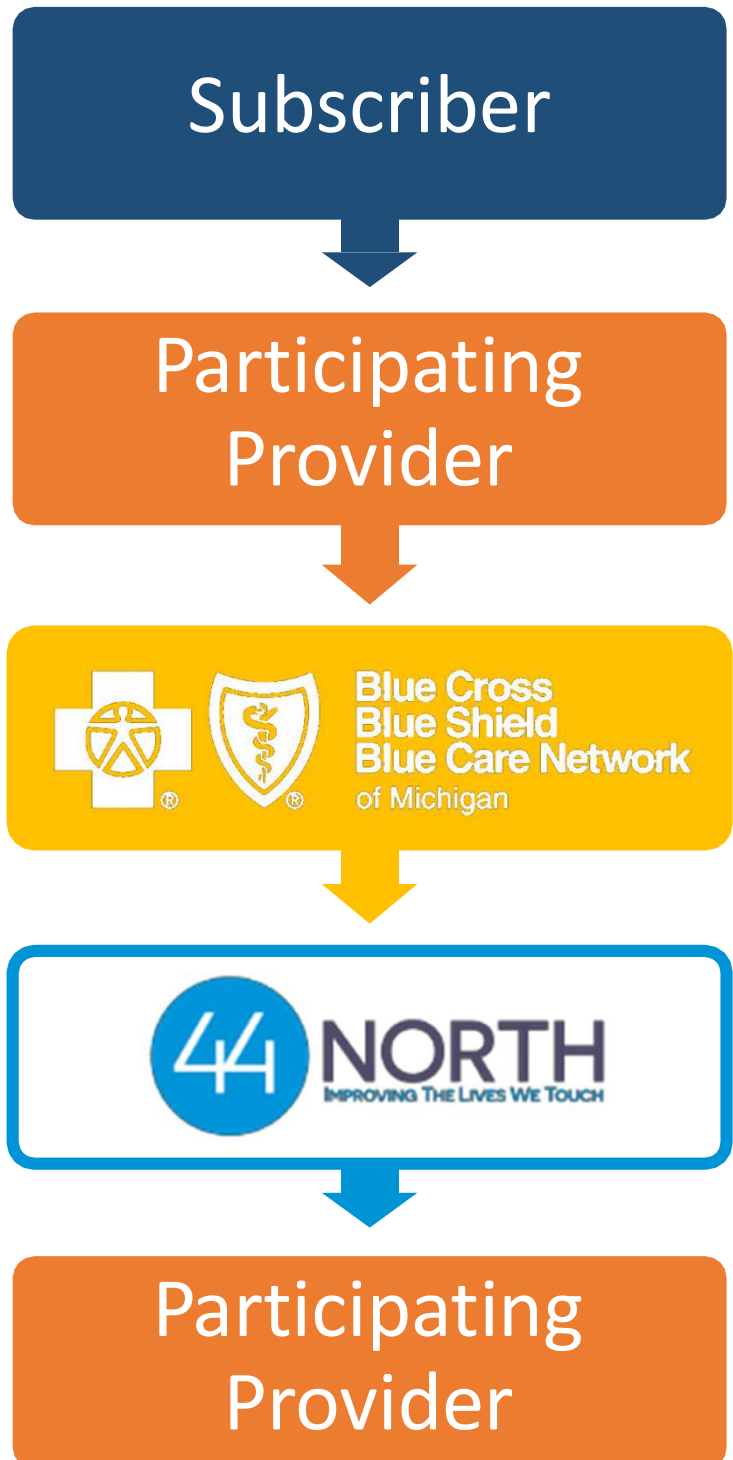 Subscriber
Participating
Provider
Blue Cross
Blue Shield
Blue Care Network
® ® of Michigan
44 NORTH
IMPROVING THE LIVES WE TOUCH
Participating
Provider